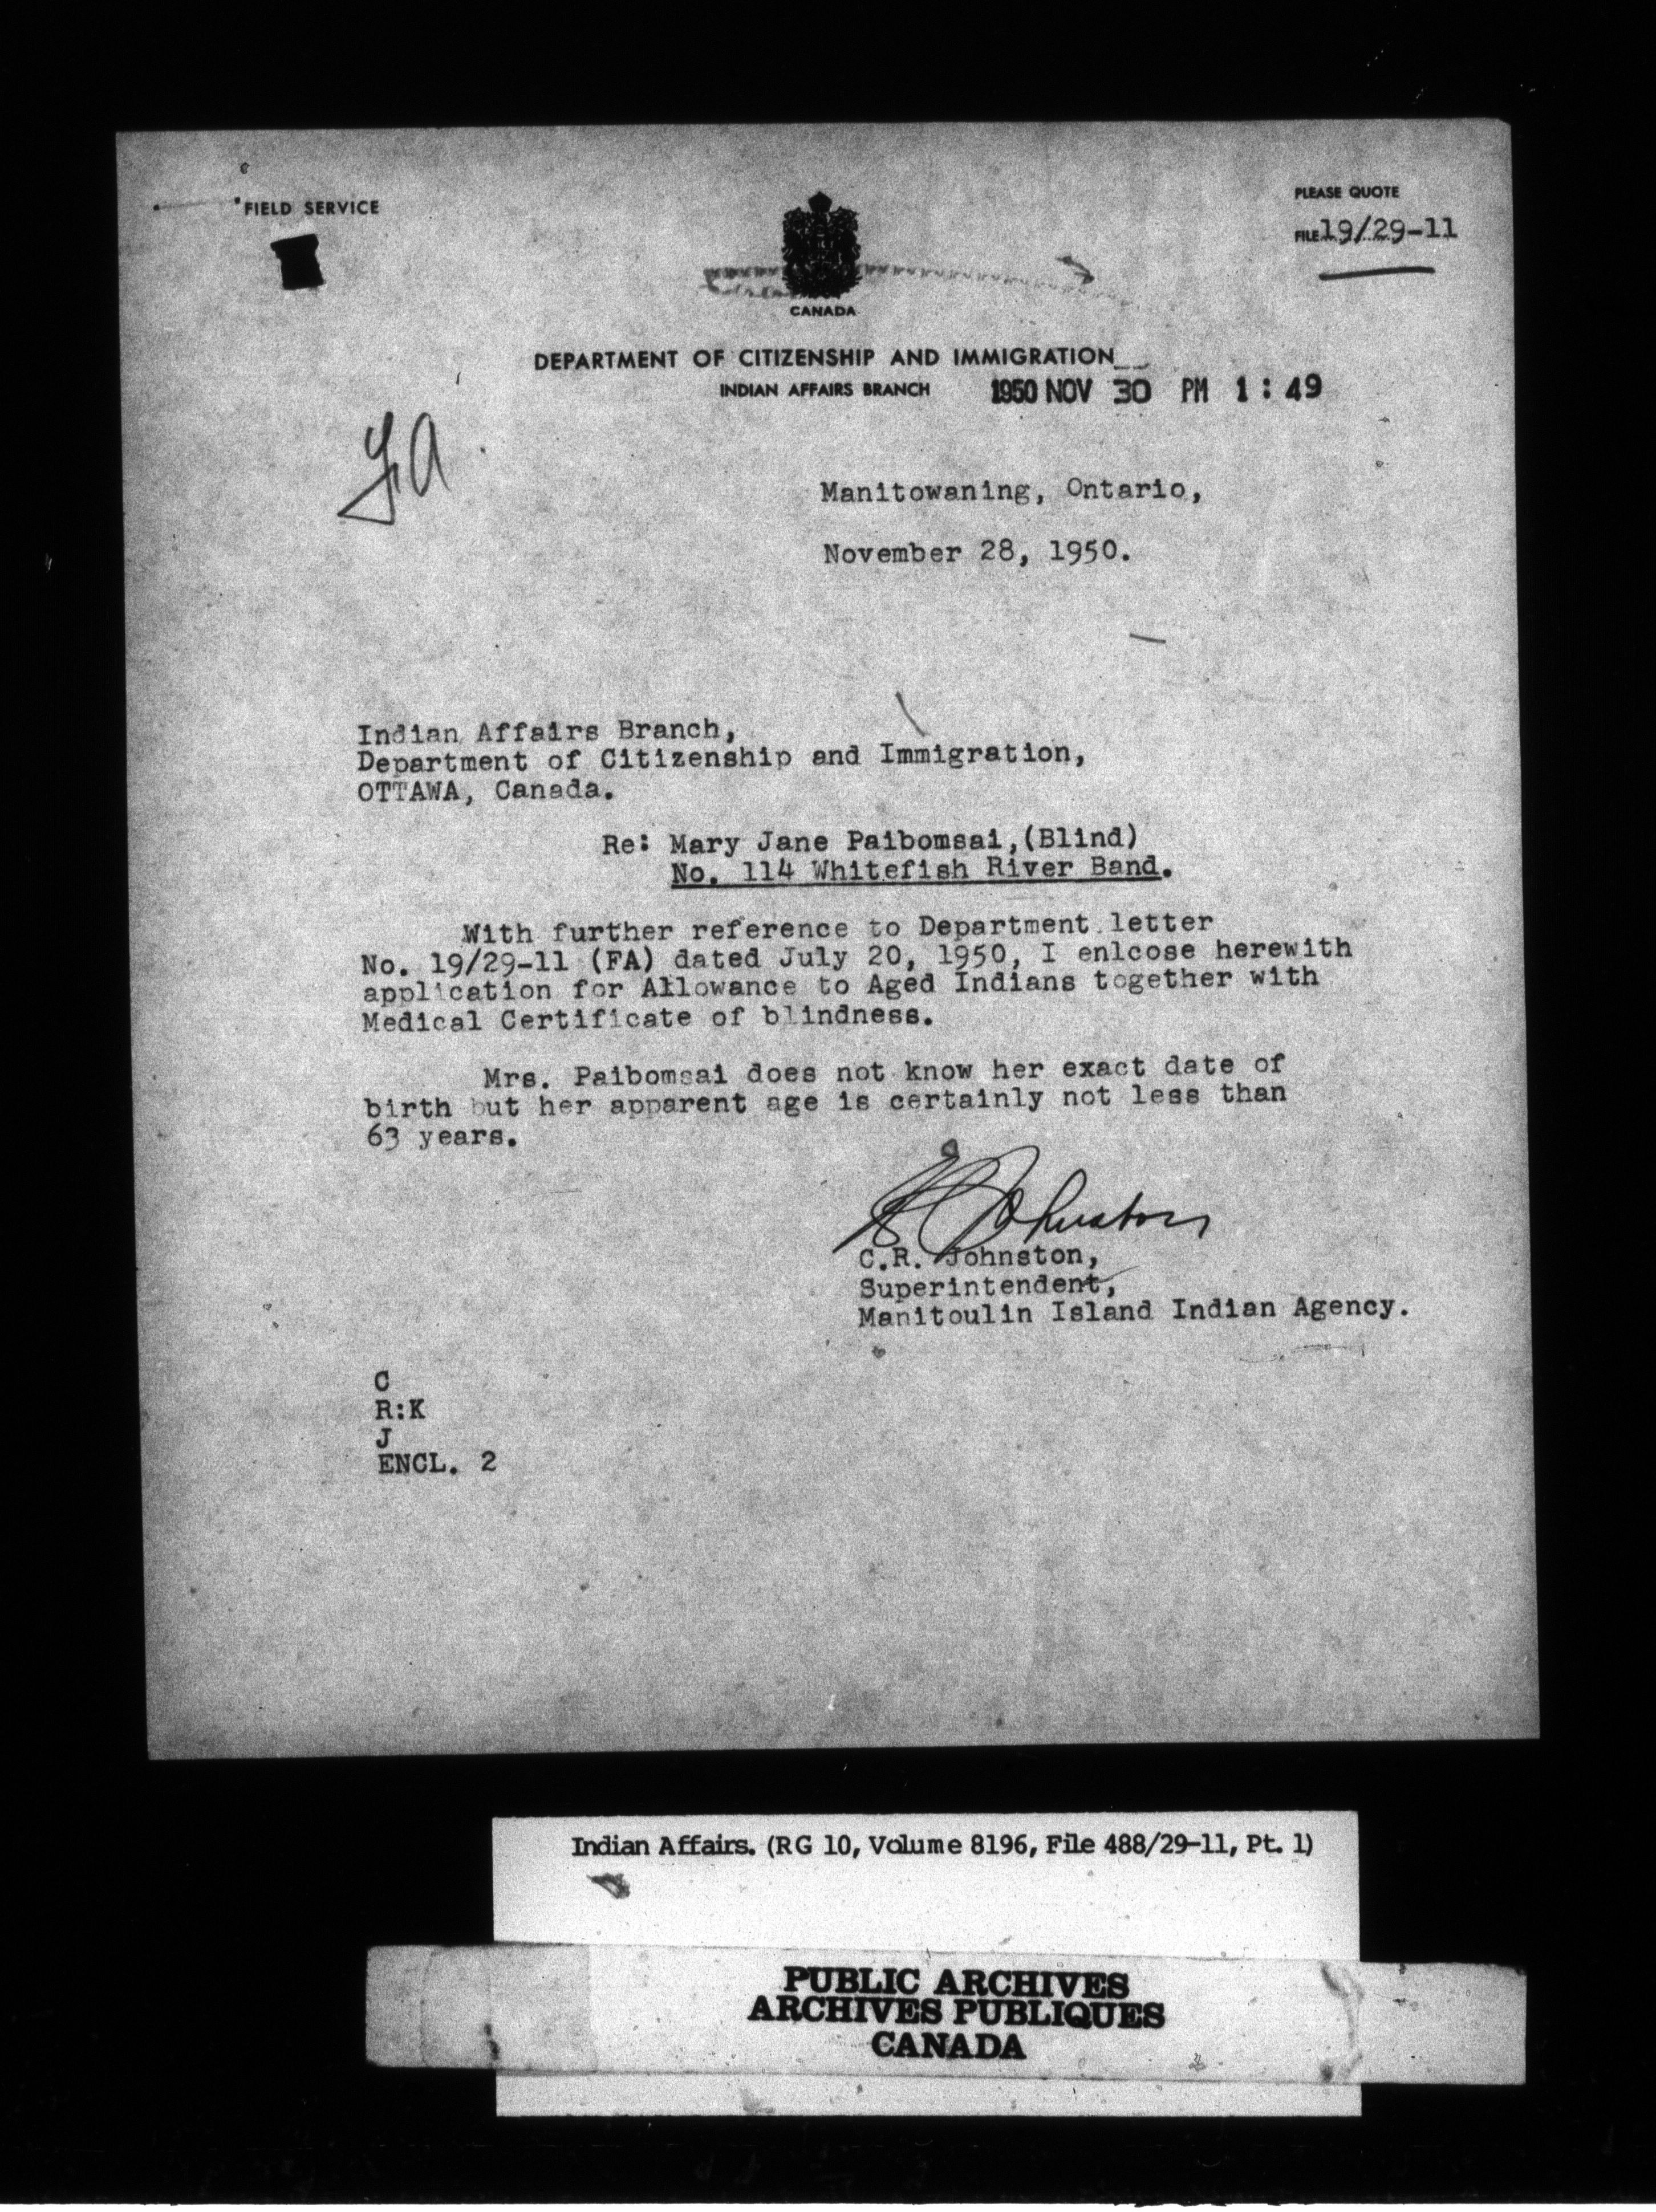 FIELD SERVICE
PLEASE QUOTE
FILE 19/29-11
CANADA
DEPARTMENT OF CITIZENSHIP AND IMMIGRATION
INDIAN AFFAIRS BRANCH 1950 NOV 30 PM 1:49
Manitowaning, Ontario,
November 28, 1950.
Indian Affairs Branch,
Department of Citizenship and Immigration,
OTTAWA, Canada.
Re: Mary Jane Paibomsai,(Blind)
No. 114 Whitefish River Band.
With further reference to Department letter
No. 19/29-11 (FA) dated July 20, 1950, I enlcose herewith
application for Allowance to Aged Indians together with
Medical Certificate of blindness.
Mrs. Paibomsai does not know her exact date of
birth but her apparent age is certainly not less than
63 years.
C.R. Johnston,
Superintendent,
Manitoulin Island Indian Agency.
C
R:K
J
ENCL. 2
Indian Affairs. (RG 10, Volume 8196, File 488/29-11, Pt. 1)
PUBLIC ARCHIVES
ARCHIVES PUBLIQUES
CANADA